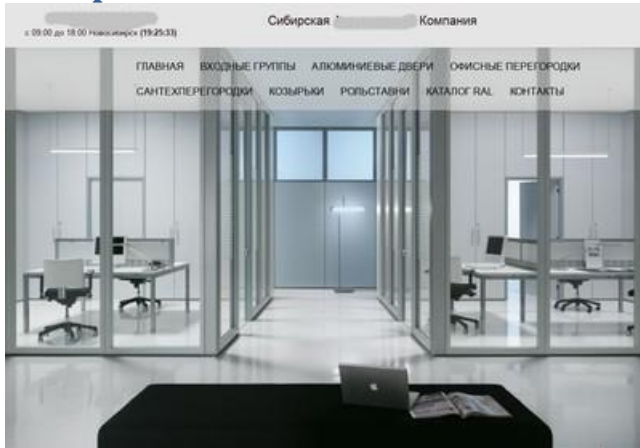 Сибирская Компания
с 09:00 до 18:00 Новосибирск (19:25:33)
ГЛАВНАЯ ВХОДНЫЕ ГРУППЫ АЛЮМИНИЕВЫЕ ДВЕРИ ОФИСНЫЕ ПЕРЕГОРОДКИ
САНТЕХПЕРЕГОРОДКИ КОЗЫРЬКИ РОЛЬСТАВНИ КАТАЛОГ RAL КОНТАКТЫ